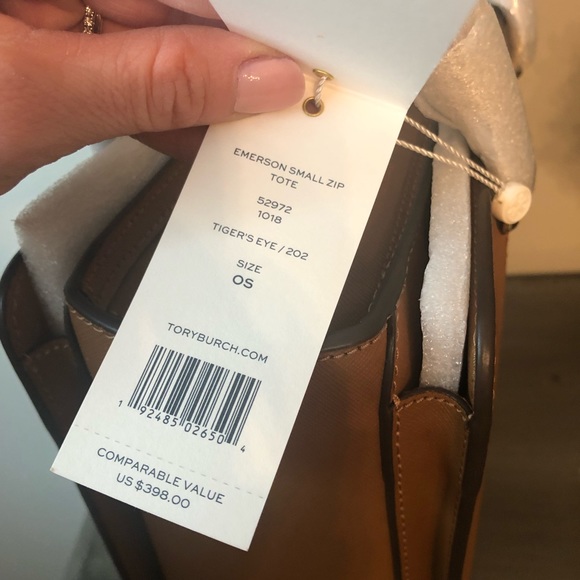 EMERSON SMALL ZIP
TOTE
52972
1018
TIGER'S EYE / 202
SIZE
OS
TORYBURCH.COM
1 92485 02650 4
COMPARABLE VALUE
US $398.00